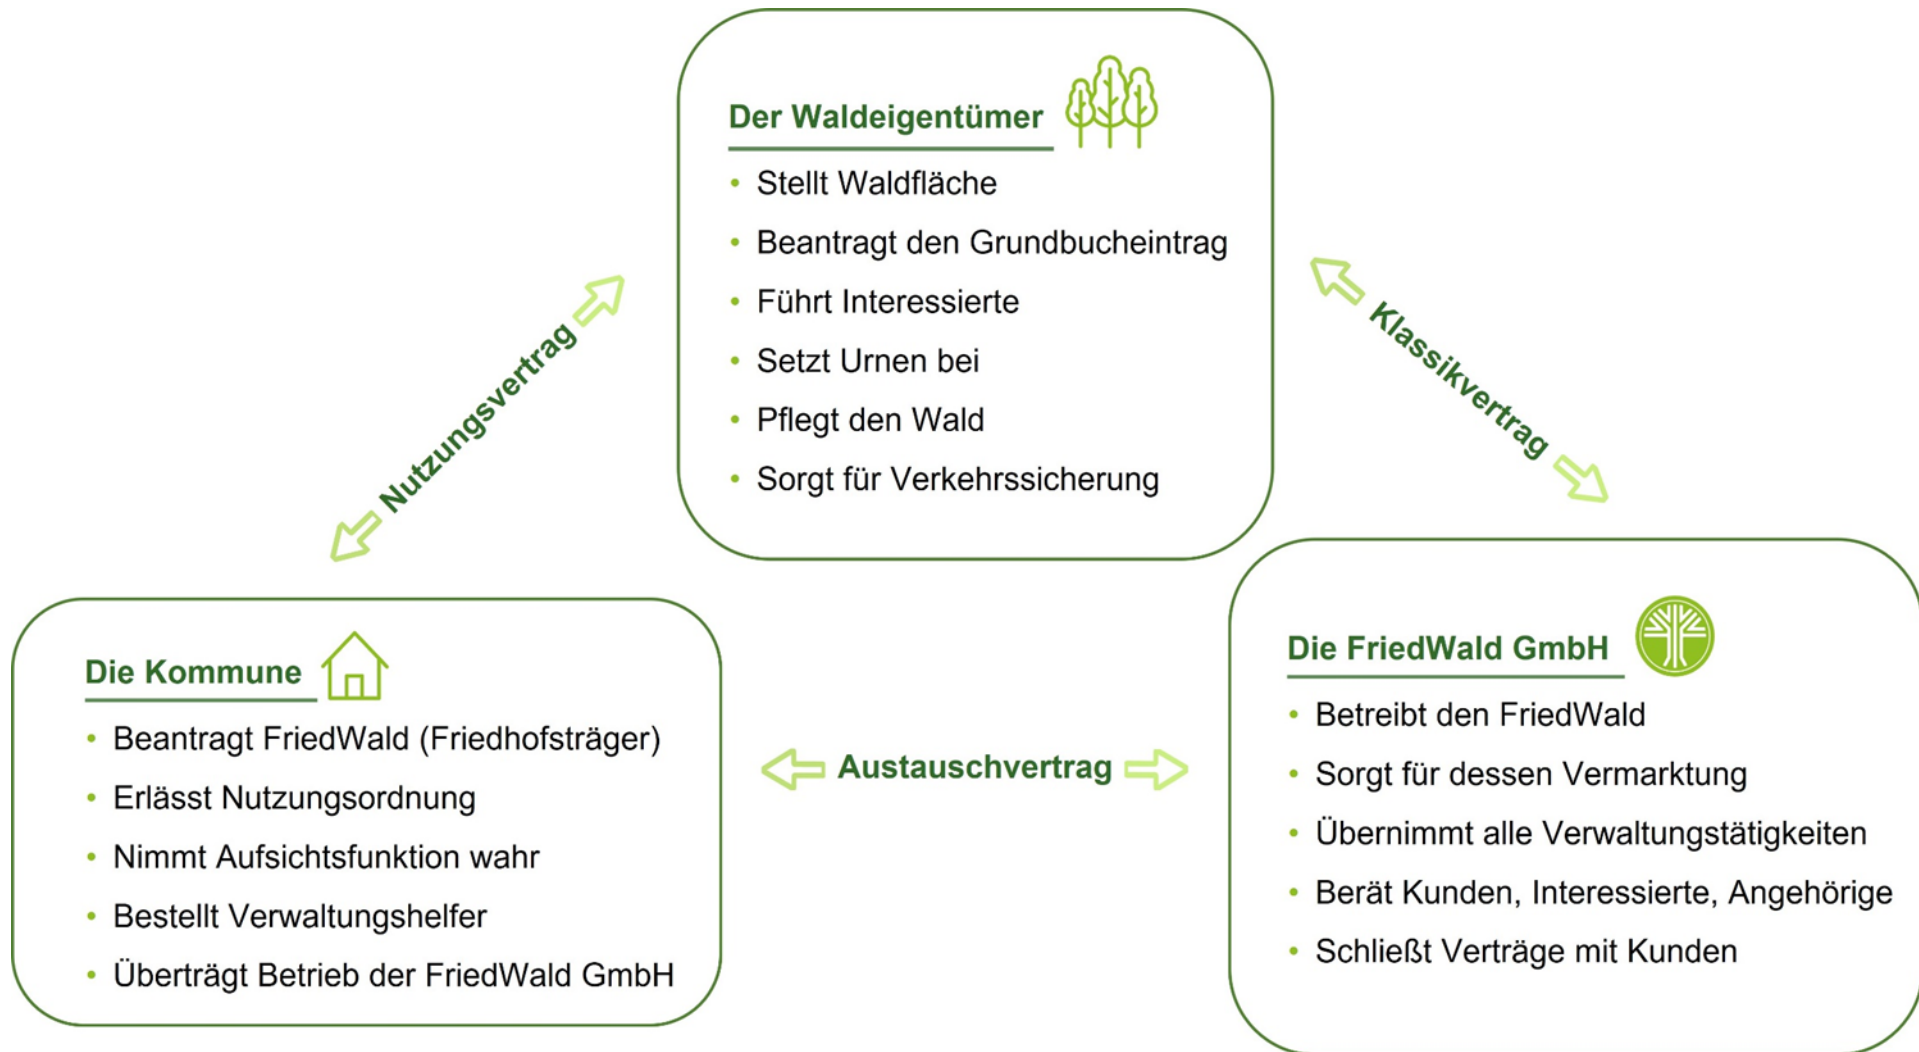 Der Waldeigentümer
• Stellt Waldfläche
• Beantragt den Grundbucheintrag
• Führt Interessierte
• Setzt Urnen bei
• Pflegt den Wald
• Sorgt für Verkehrssicherung
Nutzungsvertrag
Klassikvertrag
Die Kommune
• Beantragt FriedWald (Friedhofsträger)
• Erlässt Nutzungsordnung
• Nimmt Aufsichtsfunktion wahr
• Bestellt Verwaltungshelfer
• Überträgt Betrieb der FriedWald GmbH
Austauschvertrag
Die FriedWald GmbH
• Betreibt den FriedWald
• Sorgt für dessen Vermarktung
• Übernimmt alle Verwaltungstätigkeiten
• Berät Kunden, Interessierte, Angehörige
• Schließt Verträge mit Kunden